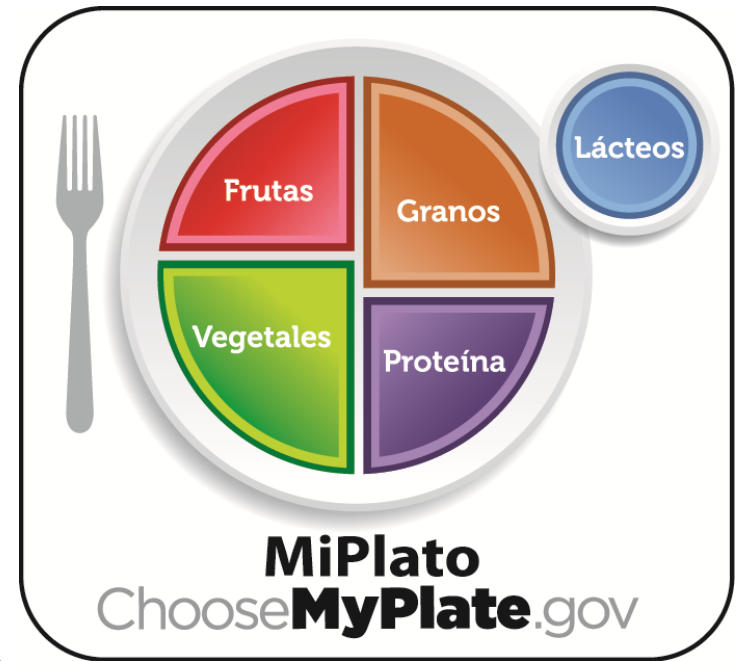 Frutas
Granos
Lácteos
Vegetales
Proteína
MiPlato
ChooseMyPlate.gov